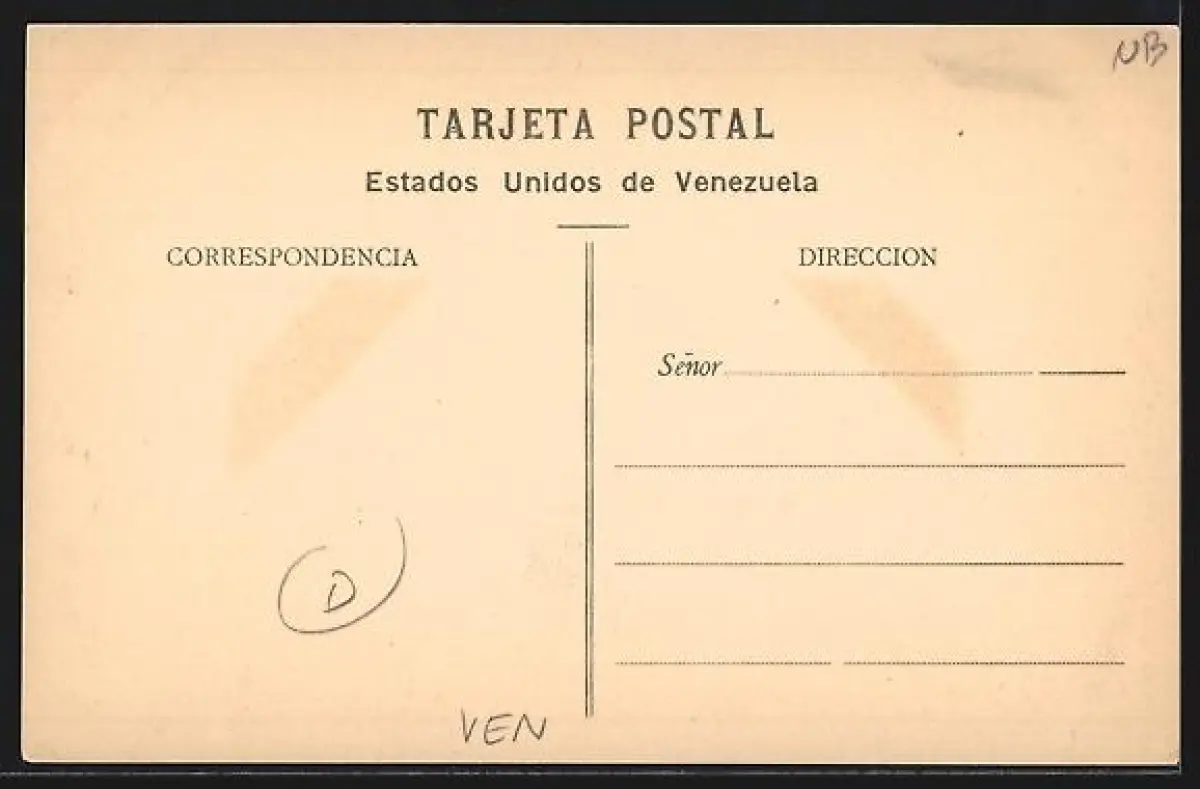 NB
TARJETA POSTAL
Estados Unidos de Venezuela
CORRESPONDENCIA
DIRECCION
Señor
D
VEN